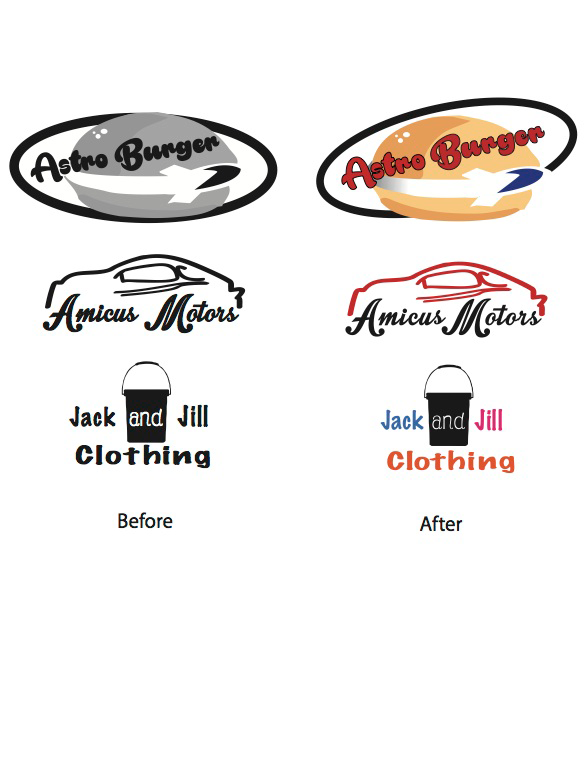 Astro Burger
Astro Burger
Amicus Motors
Amicus Motors
Jack and Jill
Clothing
Jack and Jill
Clothing
Before
After